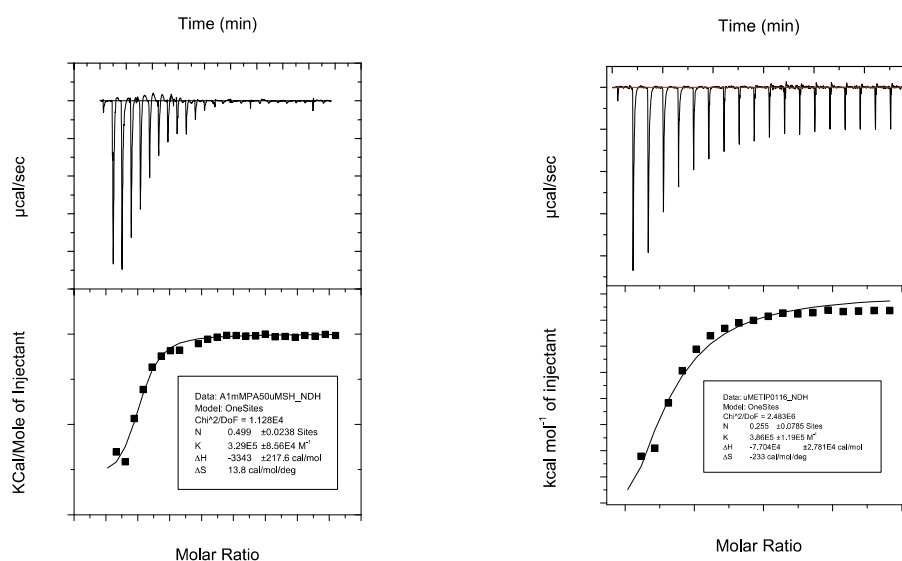 Time (min)
µcal/sec
KCal/Mole of Injectant
Data: A1mMPA50uMSH_NDH
Model: OneSites
Chi^2/DoF = 1.128E4
N 0.499 ±0.0238 Sites
K 3.29E5 ±8.56E4 M⁻¹
ΔH -3343 ±217.6 cal/mol
ΔS 13.8 cal/mol/deg
Molar Ratio
Time (min)
µcal/sec
kcal mol⁻¹ of injectant
Data: uMETIP0116_NDH
Model: OneSites
Chi^2/DoF = 2.483E6
N 0.255 ±0.0785 Sites
K 3.86E5 ±1.19E5 M⁻¹
ΔH -7.704E4 ±2.781E4 cal/mol
ΔS -233 cal/mol/deg
Molar Ratio